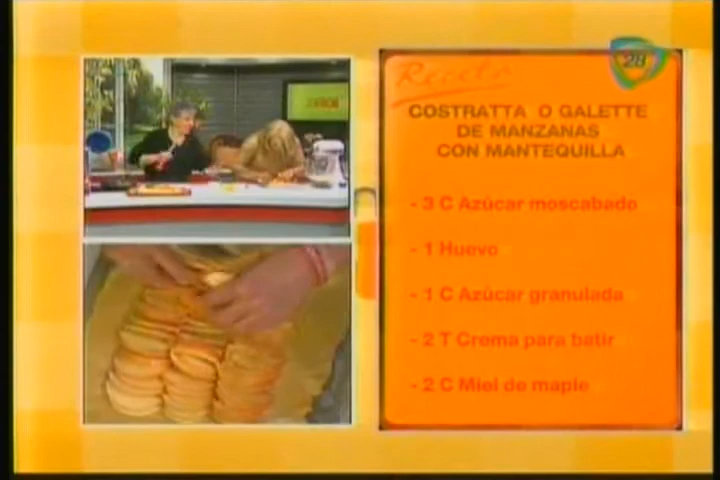 Receta
28
COSTRATTA O GALETTE
DE MANZANAS
CON MANTEQUILLA
- 3 C Azúcar moscabado
- 1 Huevo
- 1 C Azúcar granulada
- 2 T Crema para batir
- 2 C Miel de maple